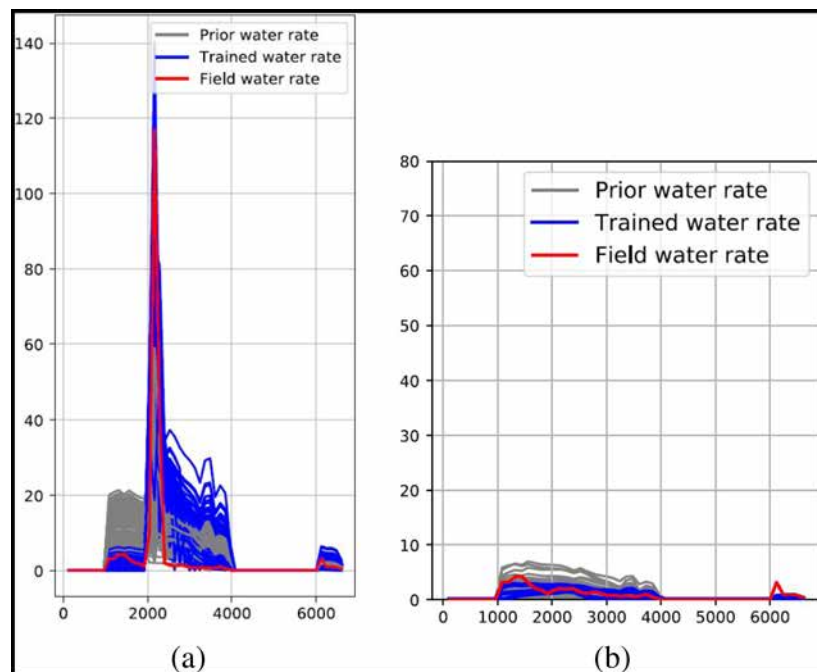 Prior water rate
Trained water rate
Field water rate
140
120
100
80
60
40
20
0
0 2000 4000 6000
(a)
Prior water rate
Trained water rate
Field water rate
80
70
60
50
40
30
20
10
0
0 1000 2000 3000 4000 5000 6000
(b)